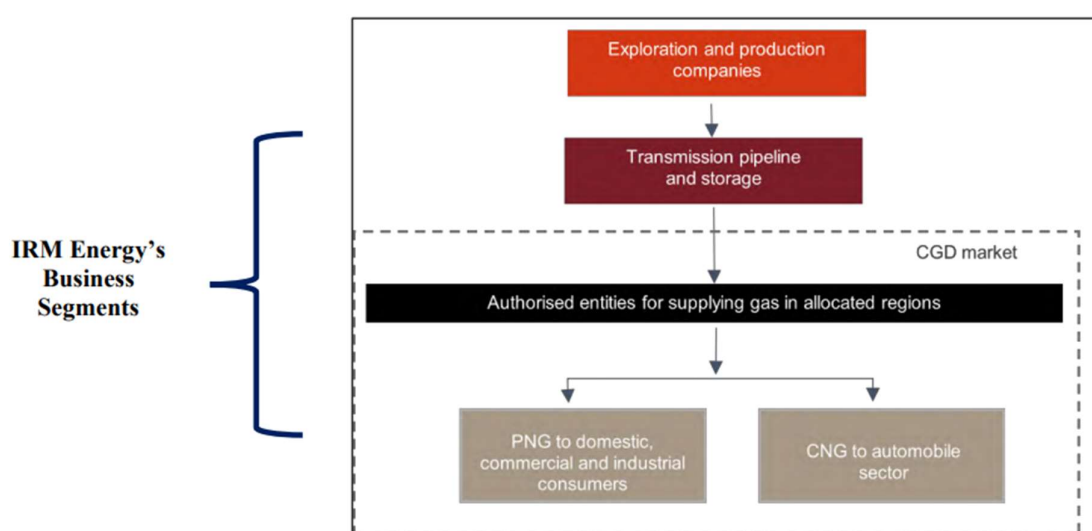 Exploration and production
companies
Transmission pipeline
and storage
IRM Energy’s
Business
Segments
CGD market
Authorised entities for supplying gas in allocated regions
PNG to domestic,
commercial and industrial
consumers
CNG to automobile
sector